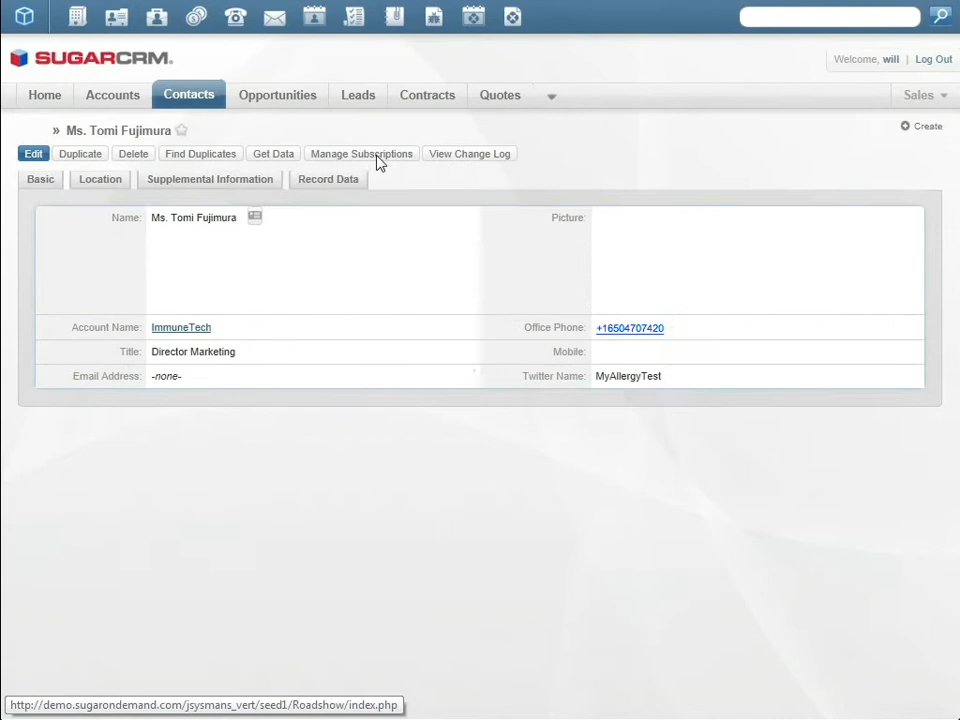 SUGARCRM.
Welcome, will | Log Out
Home
Accounts
Contacts
Opportunities
Leads
Contracts
Quotes
Sales
» Ms. Tomi Fujimura
Create
Edit
Duplicate
Delete
Find Duplicates
Get Data
Manage Subscriptions
View Change Log
Basic
Location
Supplemental Information
Record Data
Name: Ms. Tomi Fujimura
Picture:
Account Name: ImmuneTech
Office Phone: +16504707420
Title: Director Marketing
Mobile:
Email Address: -none-
Twitter Name: MyAllergyTest
http://demo.sugarondemand.com/jsysmans_vert/seed1/Roadshow/index.php